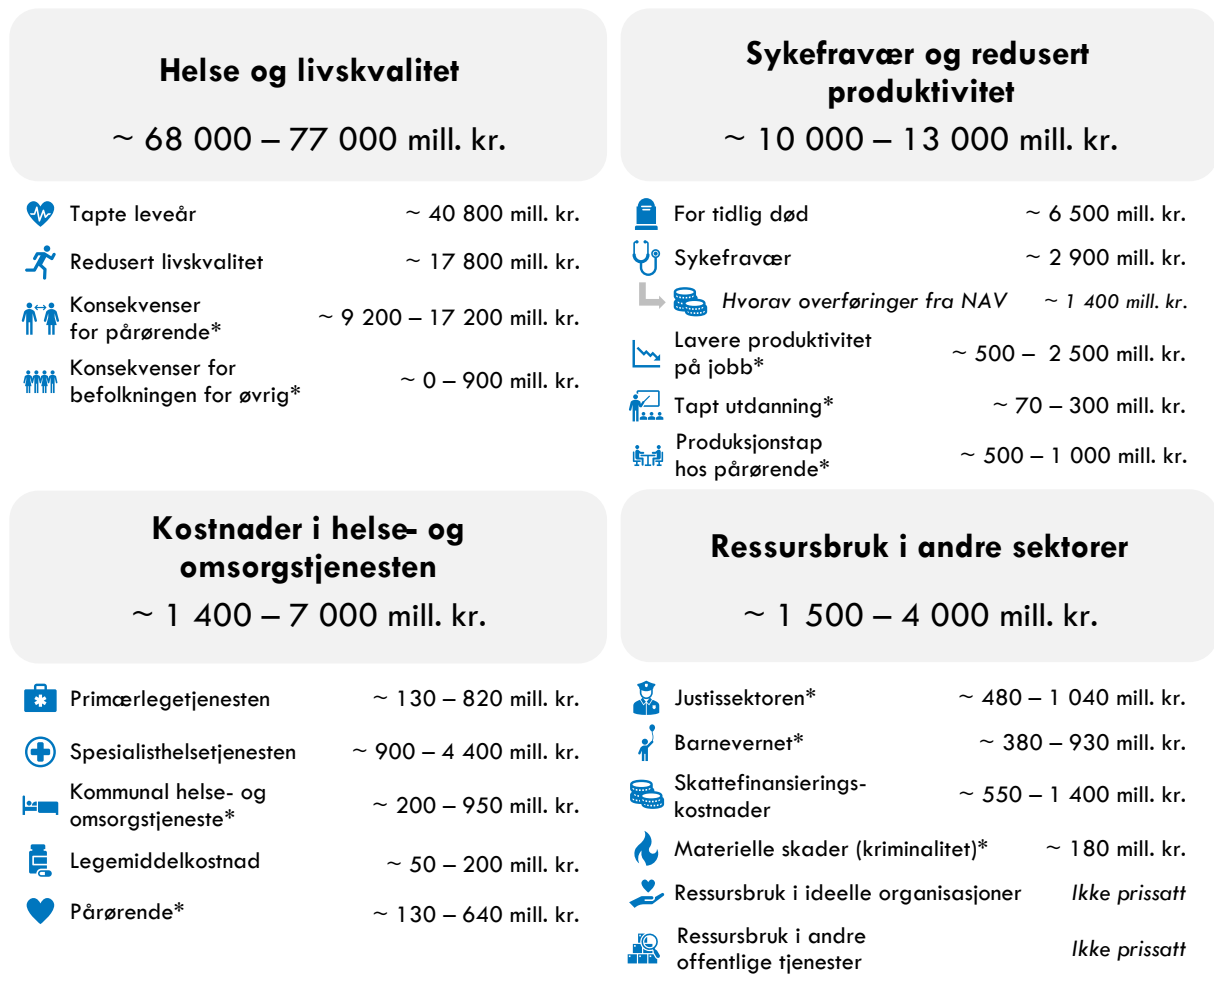 Helse og livskvalitet
~ 68 000 – 77 000 mill. kr.
Tapte leveår ~ 40 800 mill. kr.
Redusert livskvalitet ~ 17 800 mill. kr.
Konsekvenser
for pårørende* ~ 9 200 – 17 200 mill. kr.
Konsekvenser for
befolkningen for øvrig* ~ 0 – 900 mill. kr.
Sykefravær og redusert
produktivitet
~ 10 000 – 13 000 mill. kr.
For tidlig død ~ 6 500 mill. kr.
Sykefravær ~ 2 900 mill. kr.
Hvorav overføringer fra NAV ~ 1 400 mill. kr.
Lavere produktivitet
på jobb* ~ 500 – 2 500 mill. kr.
Tapt utdanning* ~ 70 – 300 mill. kr.
Produksjonstap
hos pårørende* ~ 500 – 1 000 mill. kr.
Kostnader i helse- og
omsorgstjenesten
~ 1 400 – 7 000 mill. kr.
Primærlegetjenesten ~ 130 – 820 mill. kr.
Spesialisthelsetjenesten ~ 900 – 4 400 mill. kr.
Kommunal helse- og
omsorgstjeneste* ~ 200 – 950 mill. kr.
Legemiddelkostnad ~ 50 – 200 mill. kr.
Pårørende* ~ 130 – 640 mill. kr.
Ressursbruk i andre sektorer
~ 1 500 – 4 000 mill. kr.
Justissektoren* ~ 480 – 1 040 mill. kr.
Barnevernet* ~ 380 – 930 mill. kr.
Skattefinansierings-
kostnader ~ 550 – 1 400 mill. kr.
Materielle skader (kriminalitet)* ~ 180 mill. kr.
Ressursbruk i ideelle organisasjoner Ikke prissatt
Ressursbruk i andre
offentlige tjenester Ikke prissatt